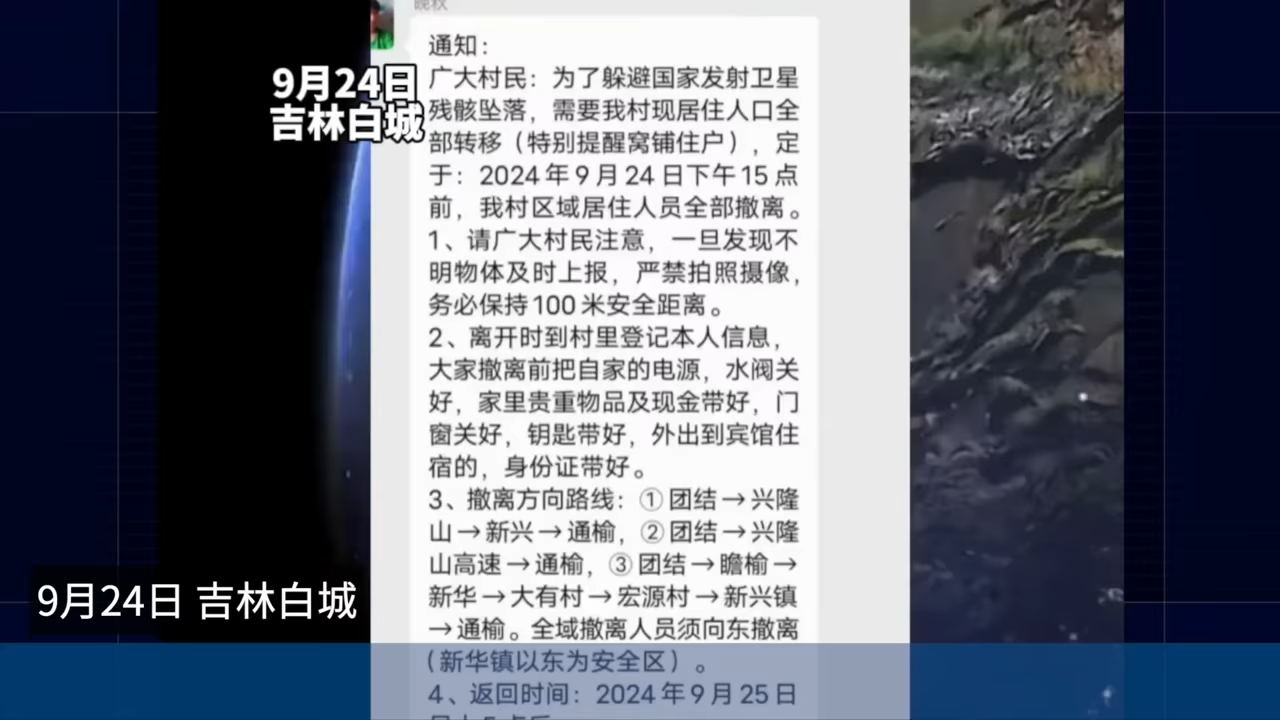 晚秋
通知：
广大村民：为了躲避国家发射卫星
残骸坠落，需要我村现居住人口全
部转移（特别提醒窝铺住户），定
于：2024年9月24日下午15点
前，我村区域居住人员全部撤离。
1、请广大村民注意，一旦发现不
明物体及时上报，严禁拍照摄像，
务必保持100米安全距离。
2、离开时到村里登记本人信息，
大家撤离前把自家的电源，水阀关
好，家里贵重物品及现金带好，门
窗关好，钥匙带好，外出到宾馆住
宿的，身份证带好。
3、撤离方向路线：①团结→兴隆
山→新兴→通榆，②团结→兴隆
山高速→通榆，③团结→瞻榆→
新华→大有村→宏源村→新兴镇
→通榆。全域撤离人员须向东撤离
（新华镇以东为安全区）。
4、返回时间：2024年9月25日
9月24日
吉林白城
9月24日 吉林白城